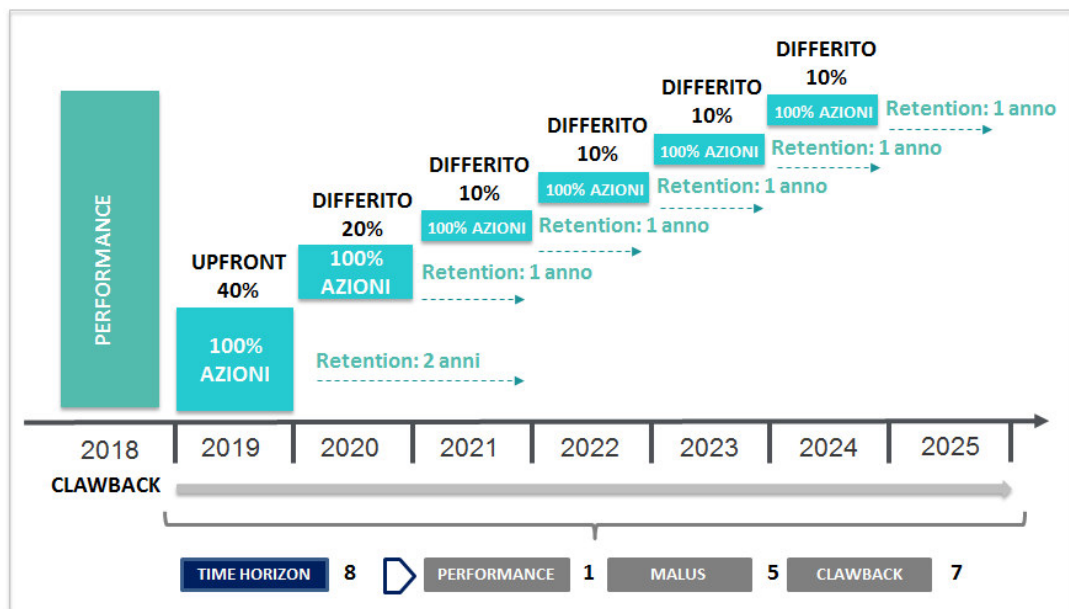 DIFFERITO
10%
100% AZIONI
Retention: 1 anno
DIFFERITO
10%
100% AZIONI
Retention: 1 anno
DIFFERITO
10%
100% AZIONI
Retention: 1 anno
DIFFERITO
10%
100% AZIONI
Retention: 1 anno
DIFFERITO
20%
100%
AZIONI
Retention: 1 anno
UPFRONT
40%
100%
AZIONI
Retention: 2 anni
PERFORMANCE
2018 2019 2020 2021 2022 2023 2024 2025
CLAWBACK
TIME HORIZON 8 PERFORMANCE 1 MALUS 5 CLAWBACK 7